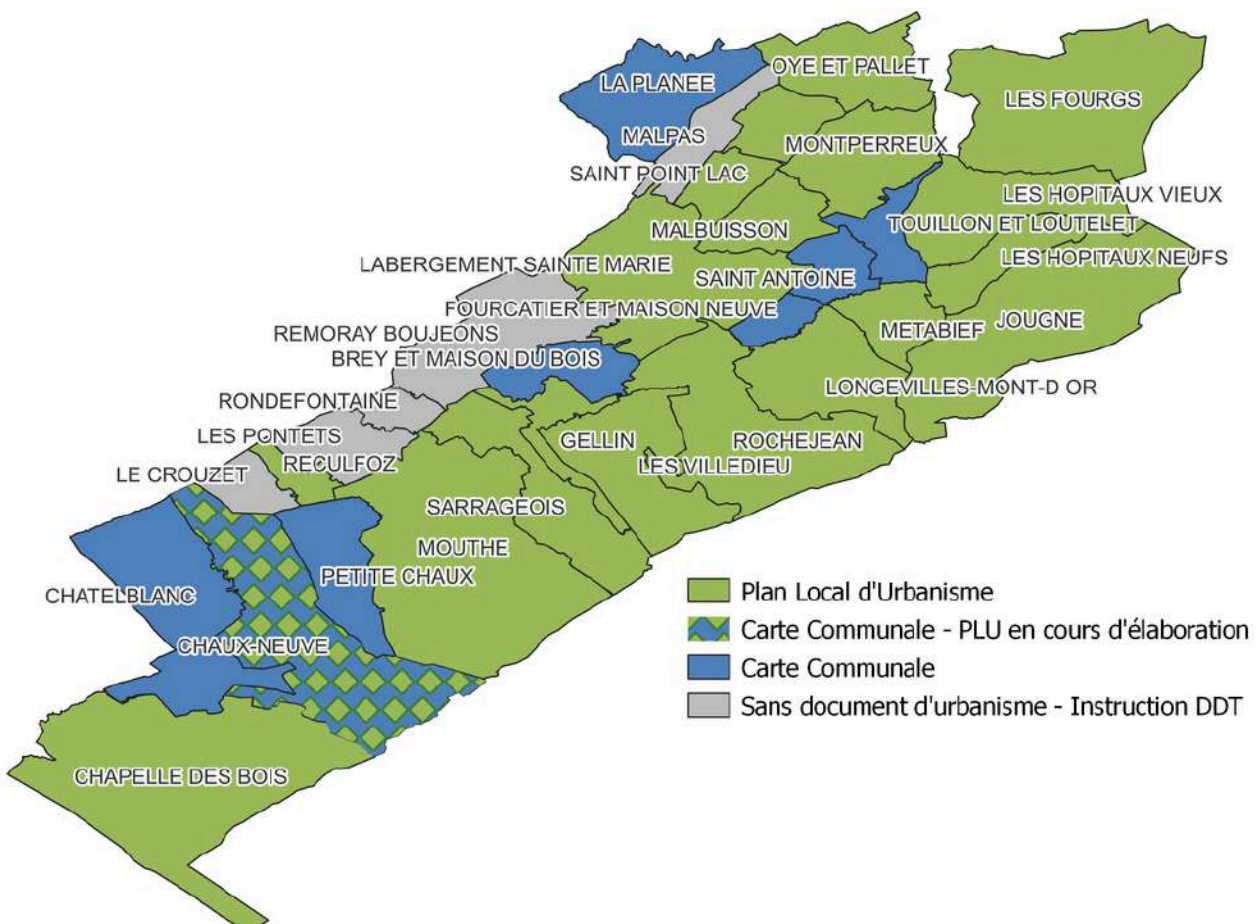 OYE ET PALLET
LA PLANEE
LES FOURGS
MALPAS
MONTPERREUX
SAINT POINT LAC
LES HOPITAUX VIEUX
TOUILLON ET LOUTELET
MALBUISSON
LES HOPITAUX NEUFS
LABERGEMENT SAINTE MARIE
SAINT ANTOINE
FOURCATIER ET MAISON NEUVE
JOUGNE
METABIEF
REMORAY BOUJEONS
BREY ET MAISON DU BOIS
LONGEVILLES-MONT-D OR
RONDEFONTAINE
LES PONTETS
GELLIN
ROCHEJEAN
RECULFOZ
LES VILLEDIEU
LE CROUZET
SARRAGEOIS
MOUTHE
PETITE CHAUX
CHATELBLANC
CHAUX-NEUVE
CHAPELLE DES BOIS
Plan Local d'Urbanisme
Carte Communale - PLU en cours d'élaboration
Carte Communale
Sans document d'urbanisme - Instruction DDT